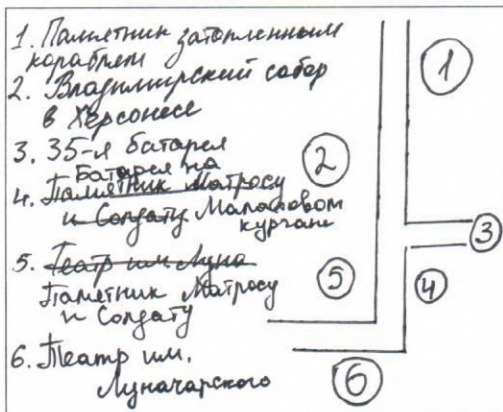 1. Памятник затопленным
кораблям
2. Владимирский собор
в Херсонесе
3. 35-я батарея
Батарея на
4. Памятник Матросу
и Солдату Малаховом
кургане
5. Театр им. Луна
Памятник Матросу
и Солдату
6. Театр им.
Луначарского
1
2
3
5
4
6